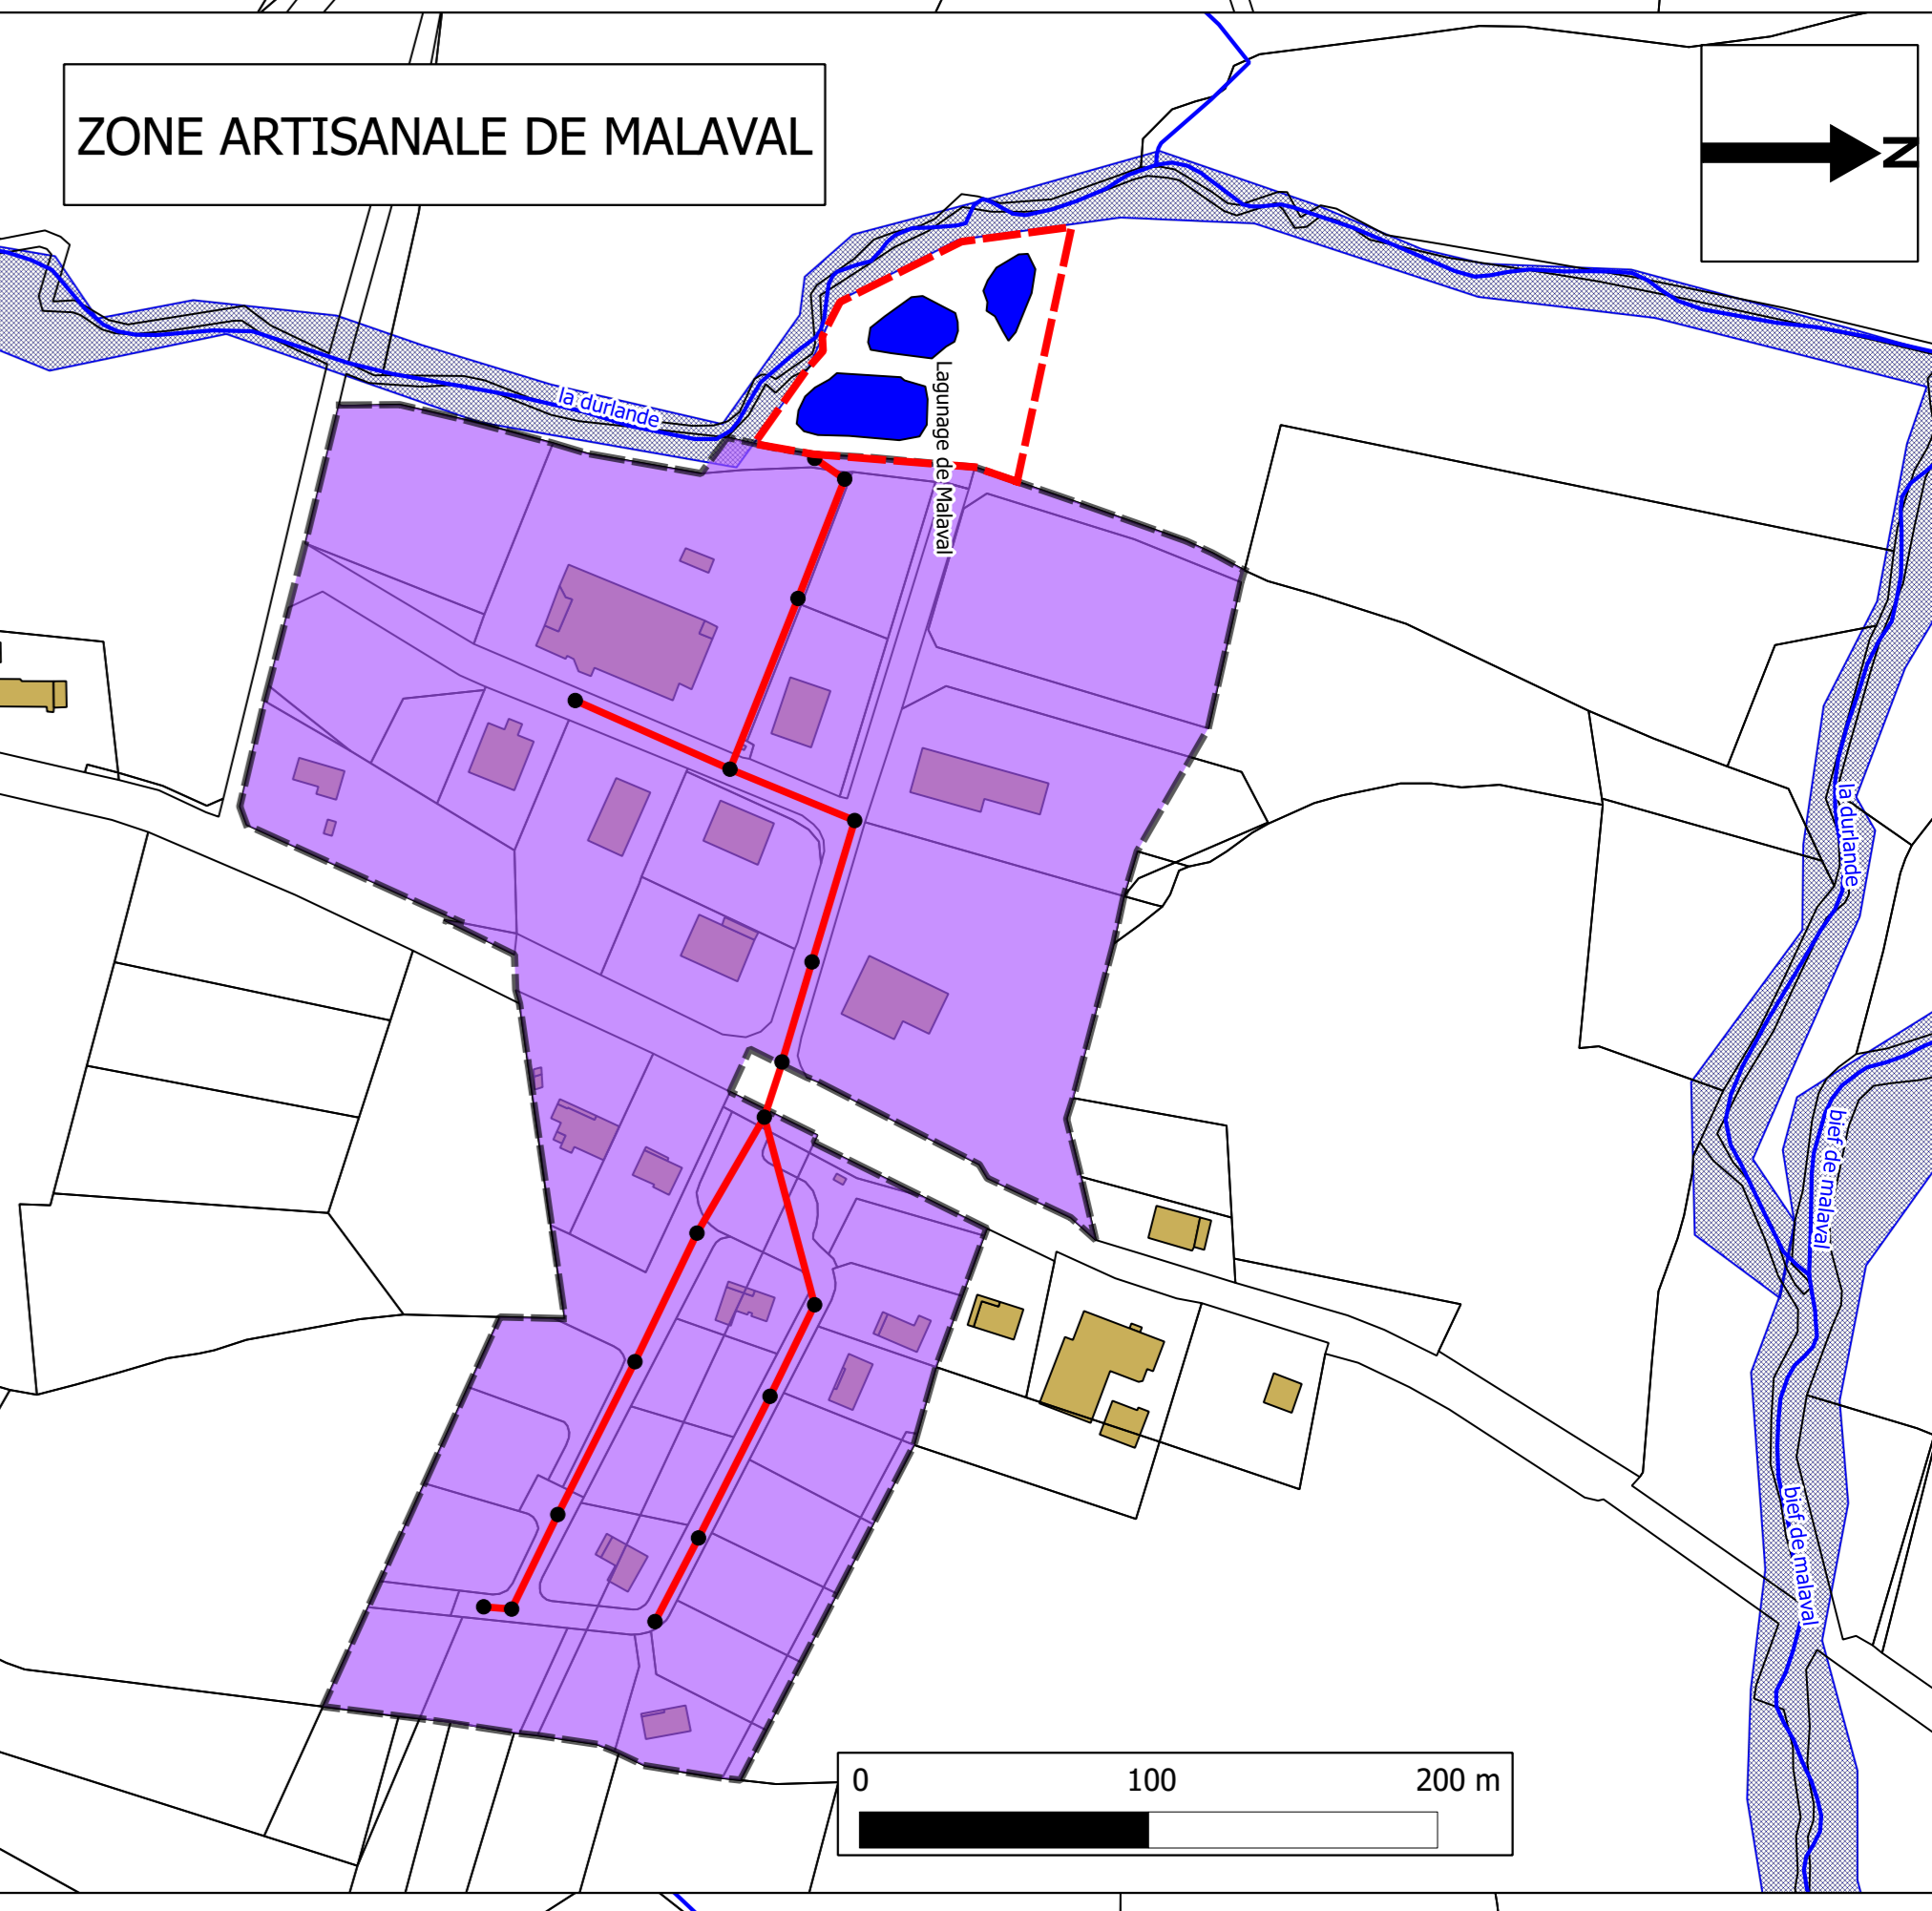 ZONE ARTISANALE DE MALAVAL
N
la durlande
Lagunage de Malaval
la durlande
bief de malaval
bief de malaval
0 100 200 m